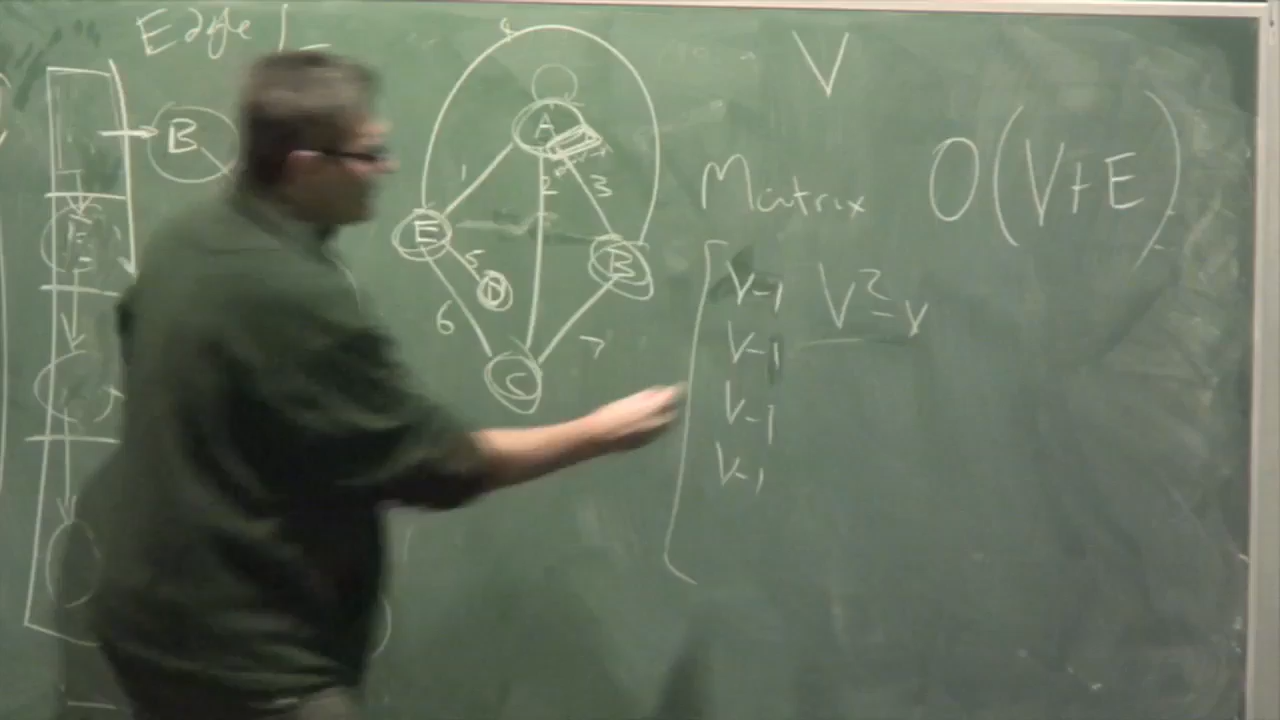 Edge L
V
Matrix O(V+E)
V-1 V²-V
V-1
V-1
V-1
B
A
1 2 3
E
5
D
B
6
C
7